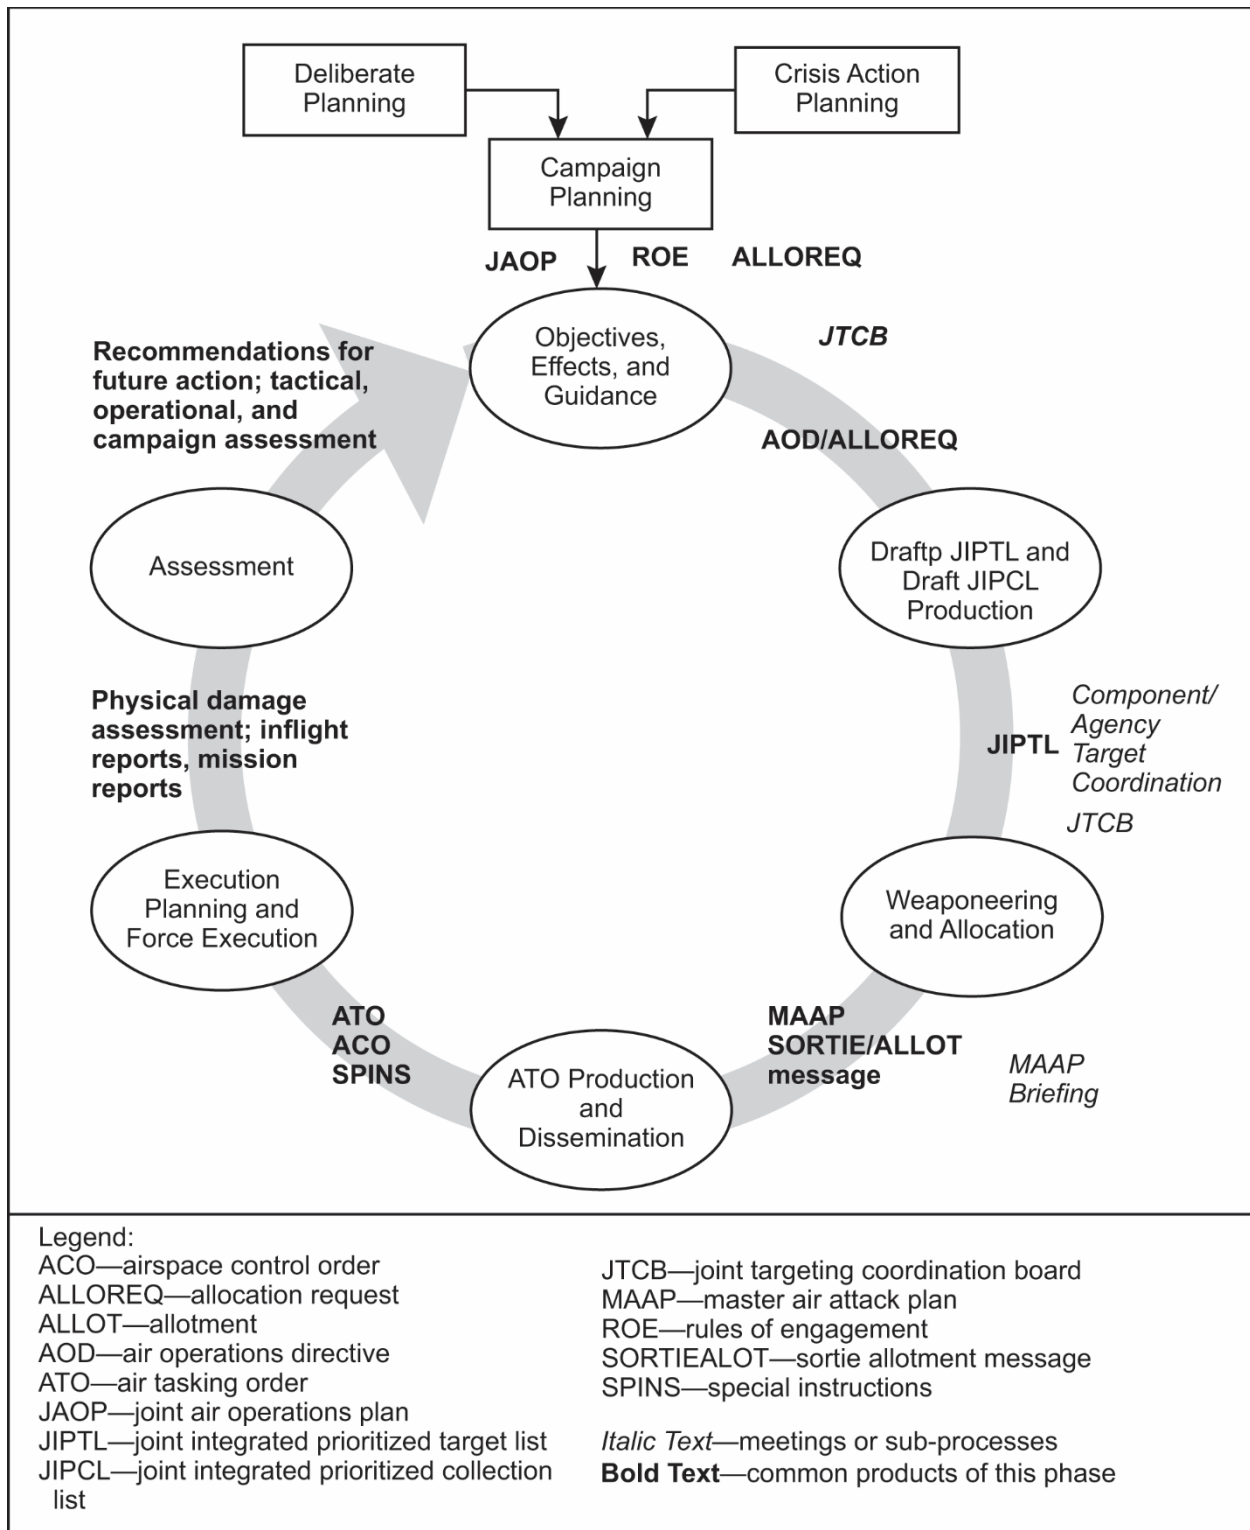 Deliberate
Planning
Crisis Action
Planning
Campaign
Planning
JAOP
ROE
ALLOREQ
Objectives,
Effects, and
Guidance
JTCB
AOD/ALLOREQ
Recommendations for
future action; tactical,
operational, and
campaign assessment
Assessment
Draftp JIPTL and
Draft JIPCL
Production
Physical damage
assessment; inflight
reports, mission
reports
JIPTL
Component/
Agency
Target
Coordination
JTCB
Execution
Planning and
Force Execution
Weaponeering
and Allocation
ATO
ACO
SPINS
MAAP
SORTIE/ALLOT
message
MAAP
Briefing
ATO Production
and
Dissemination
Legend:
ACO—airspace control order
ALLOREQ—allocation request
ALLOT—allotment
AOD—air operations directive
ATO—air tasking order
JAOP—joint air operations plan
JIPTL—joint integrated prioritized target list
JIPCL—joint integrated prioritized collection
list
JTCB—joint targeting coordination board
MAAP—master air attack plan
ROE—rules of engagement
SORTIEALOT—sortie allotment message
SPINS—special instructions
Italic Text—meetings or sub-processes
Bold Text—common products of this phase